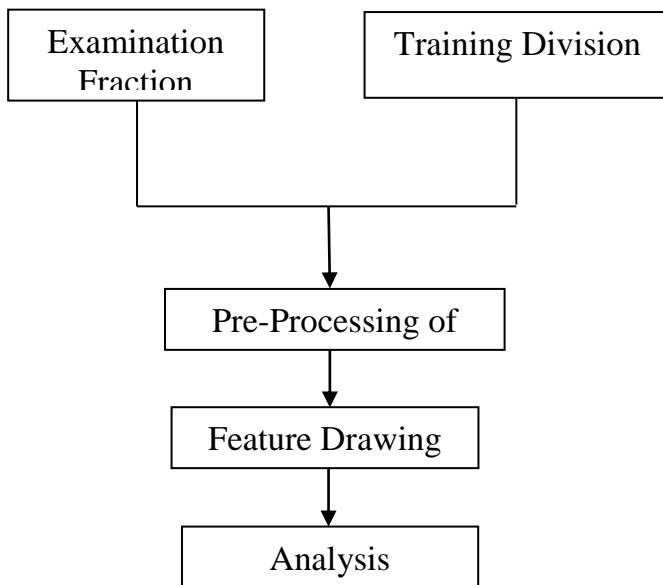 Examination
Fraction
Training Division
Pre-Processing of
Feature Drawing
Analysis